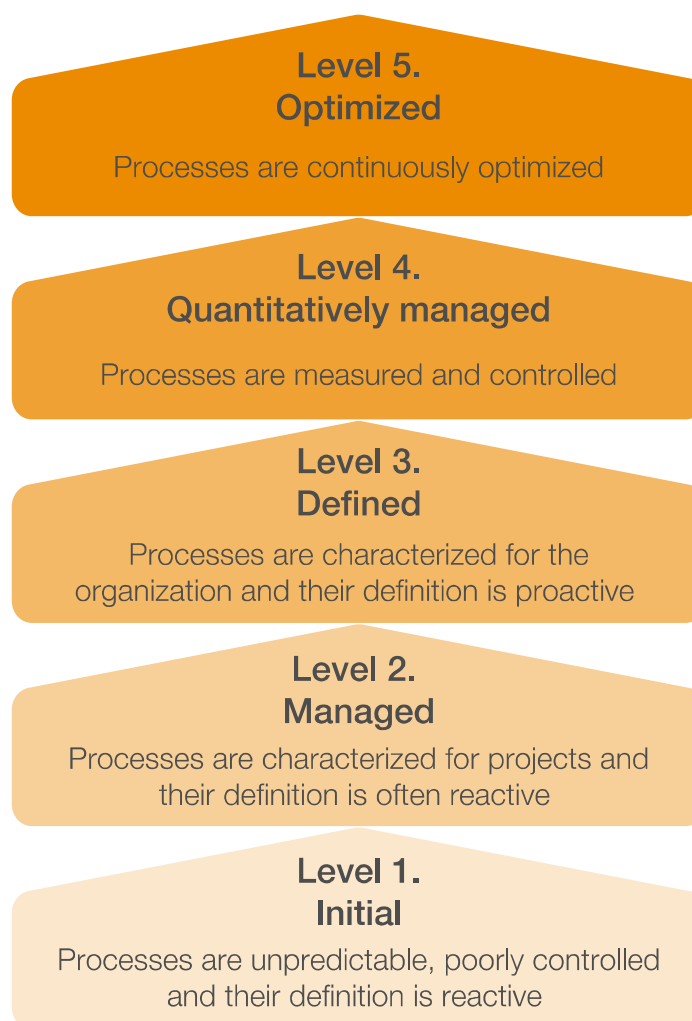 Level 5.
Optimized
Processes are continuously optimized
Level 4.
Quantitatively managed
Processes are measured and controlled
Level 3.
Defined
Processes are characterized for the
organization and their definition is proactive
Level 2.
Managed
Processes are characterized for projects and
their definition is often reactive
Level 1.
Initial
Processes are unpredictable, poorly controlled
and their definition is reactive